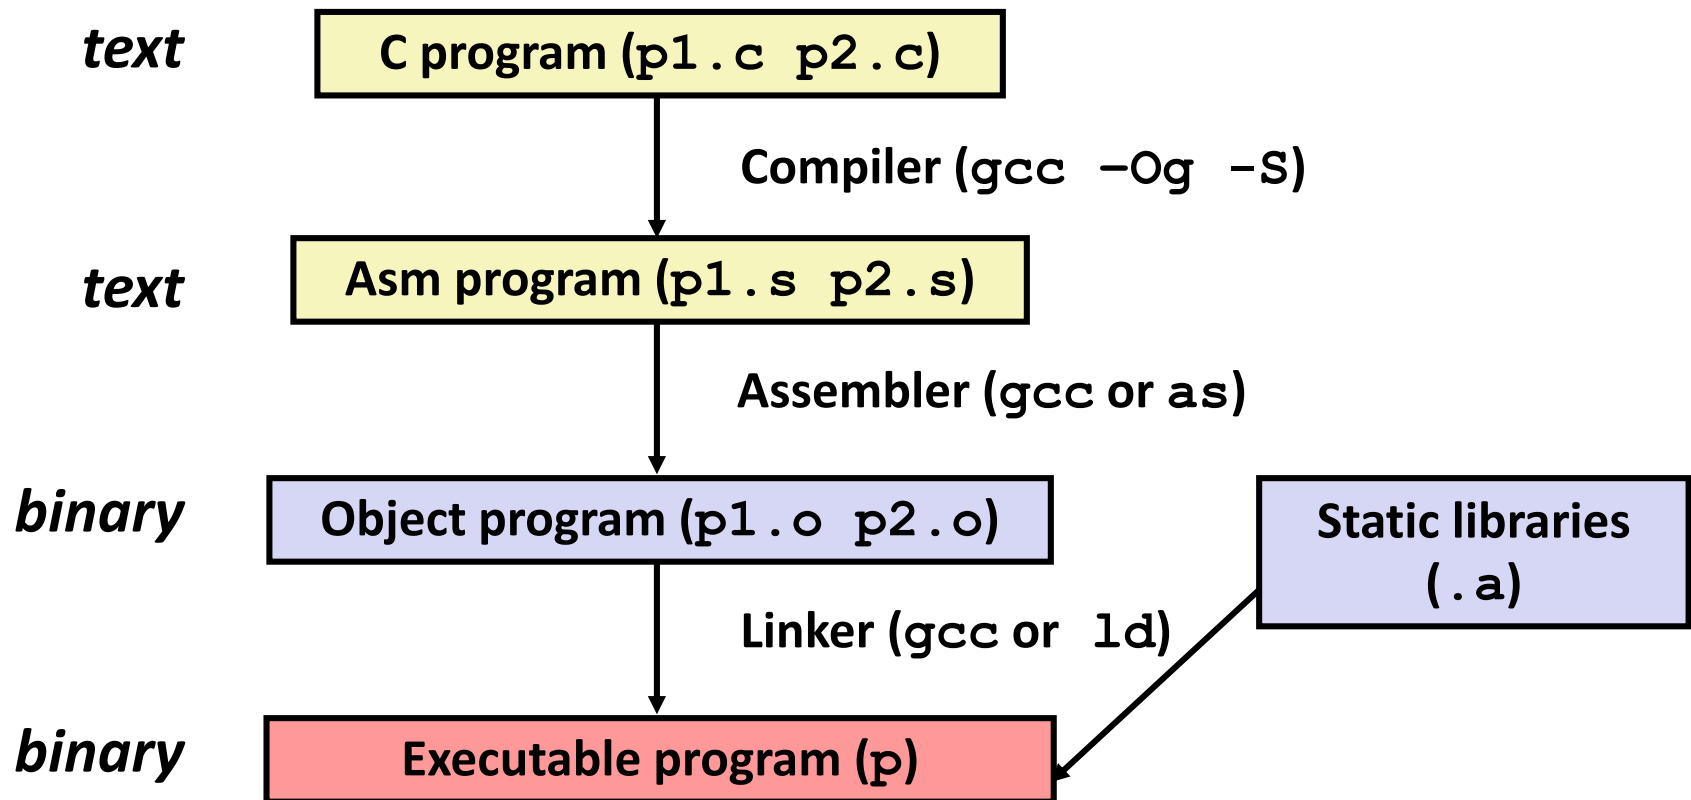 text
C program (p1.c p2.c)
Compiler (gcc –Og -S)
text
Asm program (p1.s p2.s)
Assembler (gcc or as)
binary
Object program (p1.o p2.o)
Static libraries
(.a)
Linker (gcc or ld)
binary
Executable program (p)